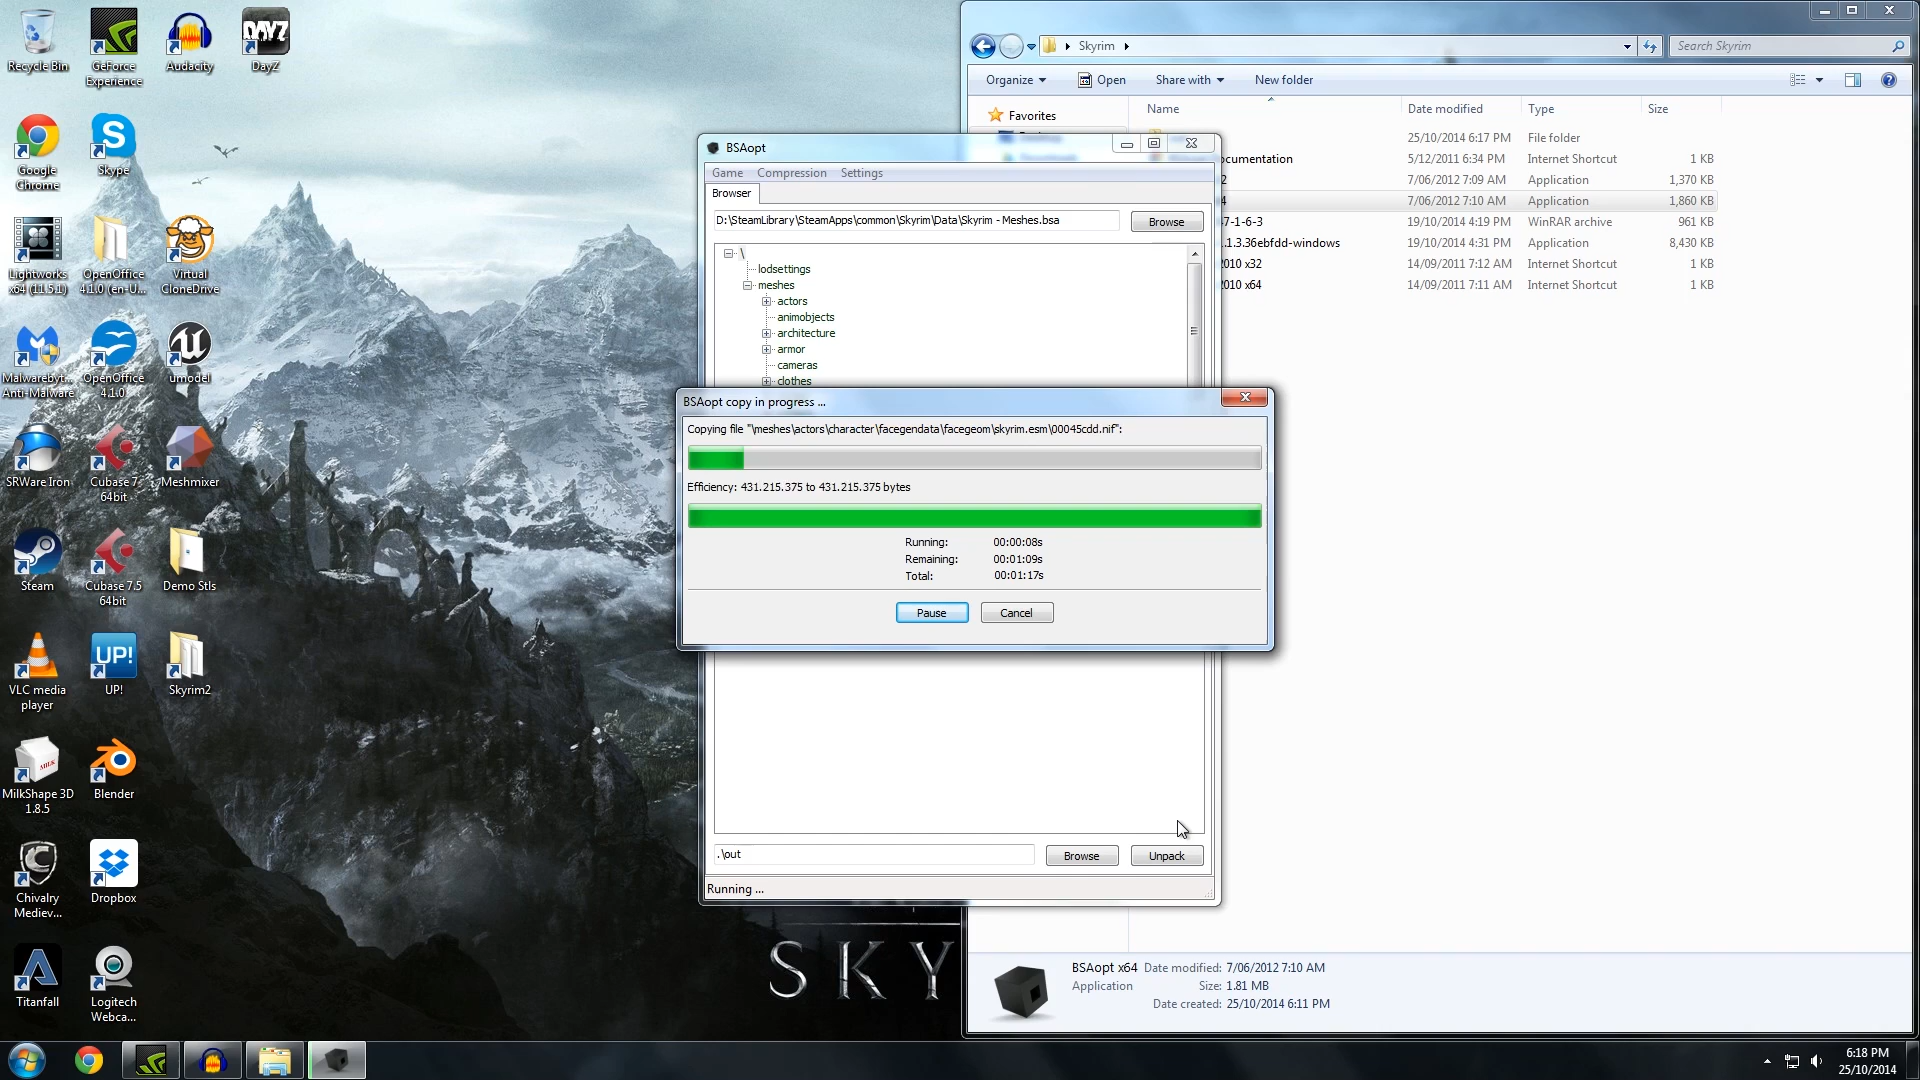 Recycle Bin
GeForce
Experience
Audacity
DAYZ
DayZ
Google
Chrome
Skype
Lightworks
x64 (11.5.1)
OpenOffice
4.1.0 (en-U...
Virtual
CloneDrive
Malwareby...
Anti-Malware
OpenOffice
4.1.0
umodel
SRWare Iron
Cubase 7
64bit
Meshmixer
Steam
Cubase 7.5
64bit
Demo Stls
VLC media
player
UP!
UP!
Skyrim2
MILK
MilkShape 3D
1.8.5
Blender
Chivalry
Mediev...
Dropbox
Titanfall
Logitech
Webca...
SKY
Skyrim
Search Skyrim
Organize
Open
Share with
New folder
Favorites
Name
Date modified
Type
Size
25/10/2014 6:17 PM
File folder
ocumentation
5/12/2011 6:34 PM
Internet Shortcut
1 KB
2
7/06/2012 7:09 AM
Application
1,370 KB
4
7/06/2012 7:10 AM
Application
1,860 KB
7-1-6-3
19/10/2014 4:19 PM
WinRAR archive
961 KB
.1.3.36ebfdd-windows
19/10/2014 4:31 PM
Application
8,430 KB
2010 x32
14/09/2011 7:12 AM
Internet Shortcut
1 KB
2010 x64
14/09/2011 7:11 AM
Internet Shortcut
1 KB
BSAopt
Game
Compression
Settings
Browser
D:\SteamLibrary\SteamApps\common\Skyrim\Data\Skyrim - Meshes.bsa
Browse
\
lodsettings
meshes
actors
animobjects
architecture
armor
cameras
clothes
BSAopt copy in progress ...
Copying file "\meshes\actors\character\facegendata\facegeom\skyrim.esm\00045cdd.nif":
Efficiency: 431.215.375 to 431.215.375 bytes
Running: 00:00:08s
Remaining: 00:01:09s
Total: 00:01:17s
Pause
Cancel
.\out
Browse
Unpack
Running ...
BSAopt x64
Date modified: 7/06/2012 7:10 AM
Application
Size: 1.81 MB
Date created: 25/10/2014 6:11 PM
6:18 PM
25/10/2014